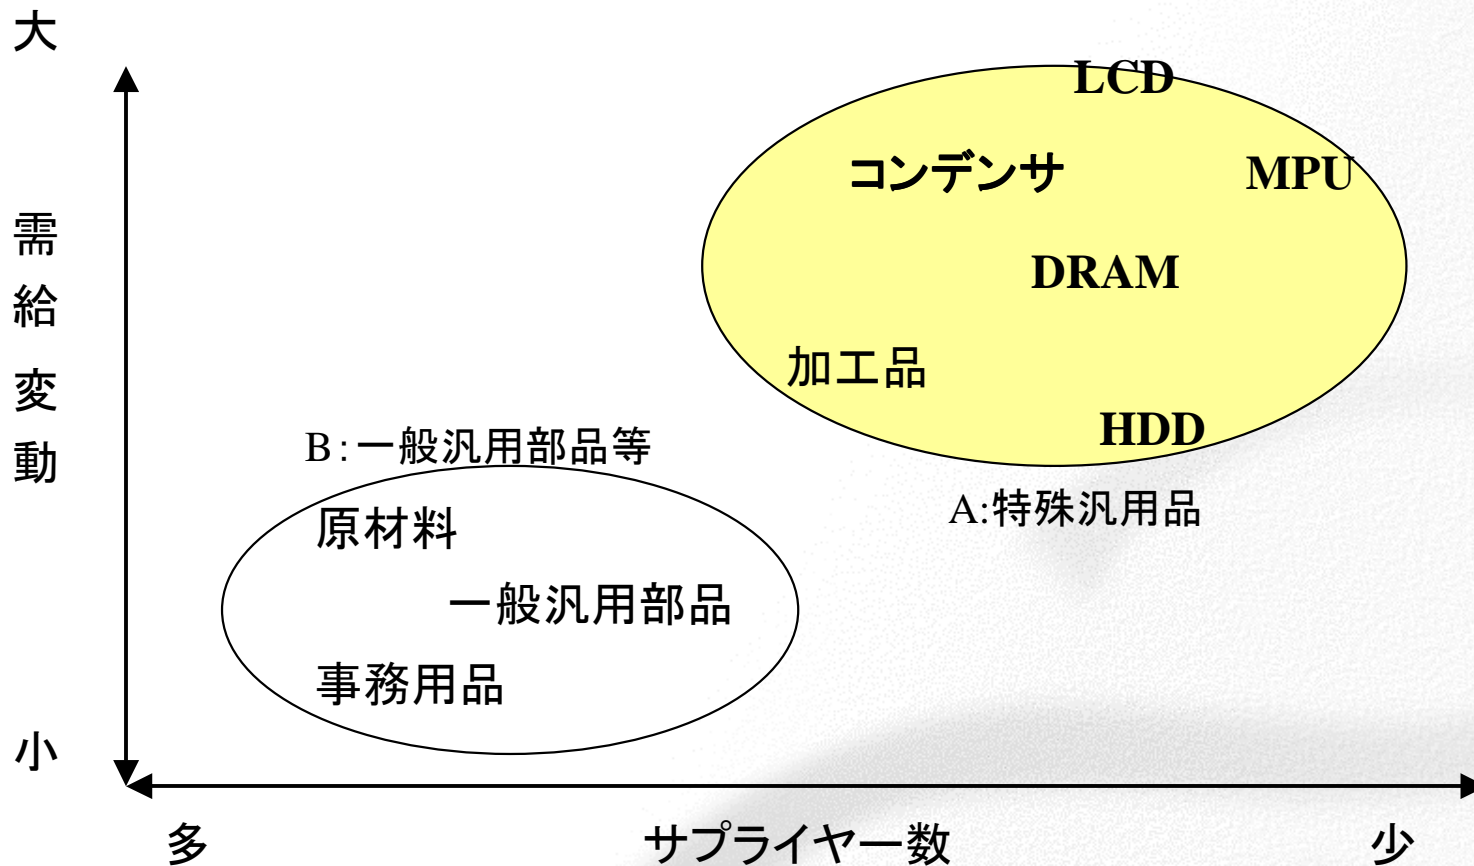 大
需
給
変
動
小
LCD
コンデンサ
MPU
DRAM
加工品
HDD
A:特殊汎用品
B：一般汎用部品等
原材料
一般汎用部品
事務用品
多
サプライヤー数
少